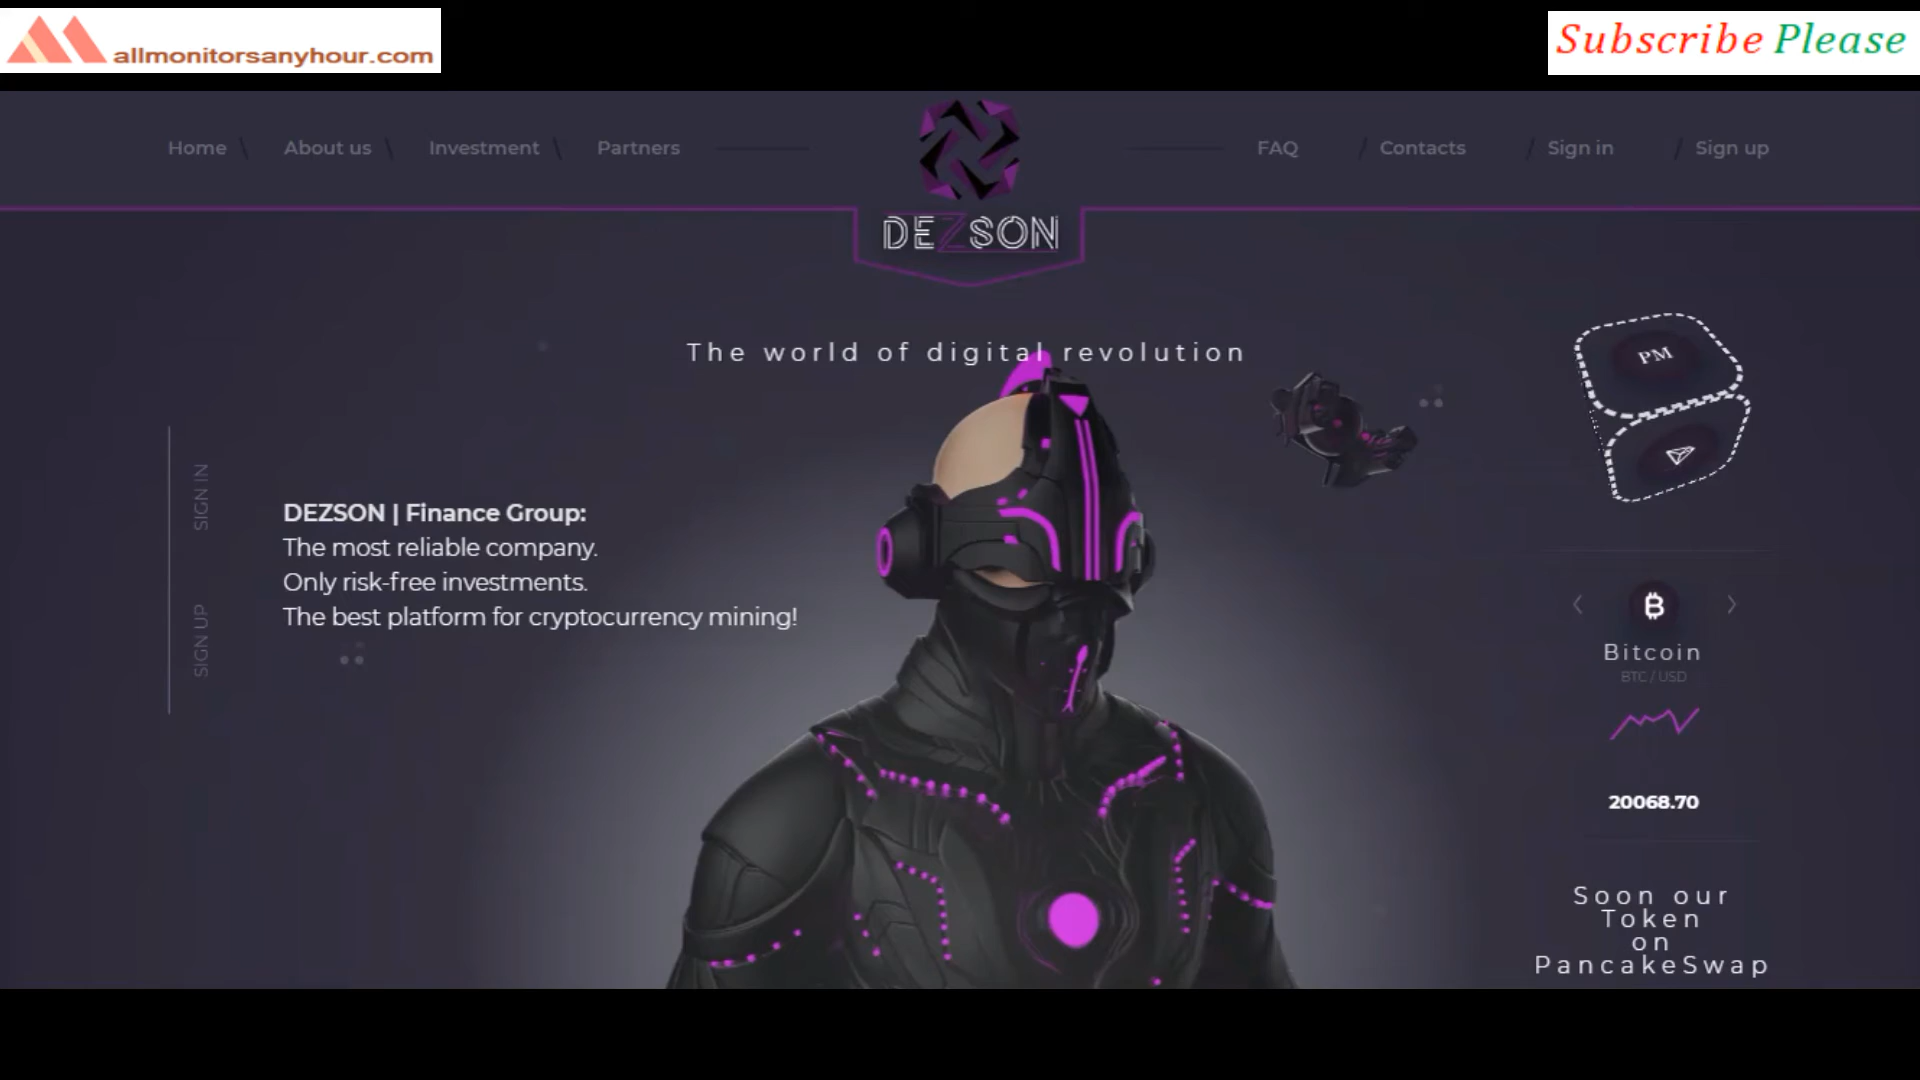 allmonitorsanyhour.com
Subscribe Please
Home \ About us \ Investment \ Partners
FAQ / Contacts / Sign in / Sign up
DEZSON
The world of digital revolution
PM
SIGN IN
SIGN UP
DEZSON | Finance Group:
The most reliable company.
Only risk-free investments.
The best platform for cryptocurrency mining!
Bitcoin
BTC / USD
20068.70
Soon our
Token
on
PancakeSwap